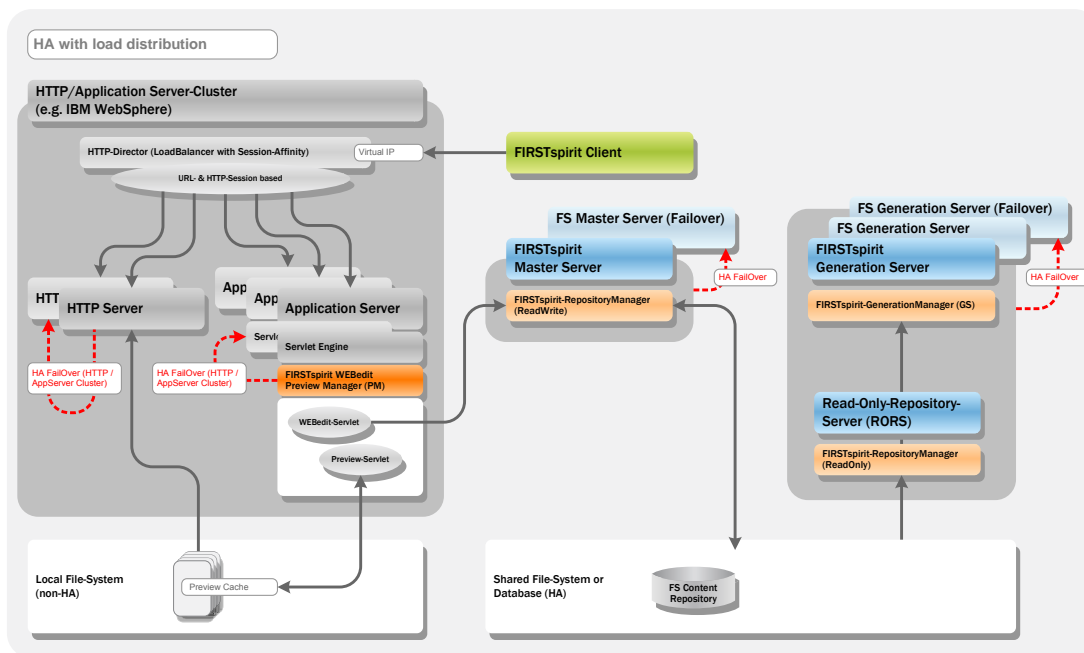 HA with load distribution
HTTP/Application Server-Cluster
(e.g. IBM WebSphere)
HTTP-Director (LoadBalancer with Session-Affinity)
Virtual IP
FIRSTspirit Client
URL- & HTTP-Session based
FS Master Server (Failover)
FIRSTspirit
Master Server
HA FailOver
FIRSTspirit-RepositoryManager
(ReadWrite)
FS Generation Server (Failover)
FS Generation Server
FIRSTspirit
Generation Server
HA FailOver
FIRSTspirit-GenerationManager (GS)
HTT
HTTP Server
App
App
Application Server
Servle
Servlet Engine
HA FailOver (HTTP /
AppServer Cluster)
HA FailOver (HTTP /
AppServer Cluster)
FIRSTspirit WEBedit
Preview Manager (PM)
WEBedit-Servlet
Preview-Servlet
Read-Only-Repository-
Server (RORS)
FIRSTspirit-RepositoryManager
(ReadOnly)
Local File-System
(non-HA)
Preview Cache
Shared File-System or
Database (HA)
FS Content
Repository